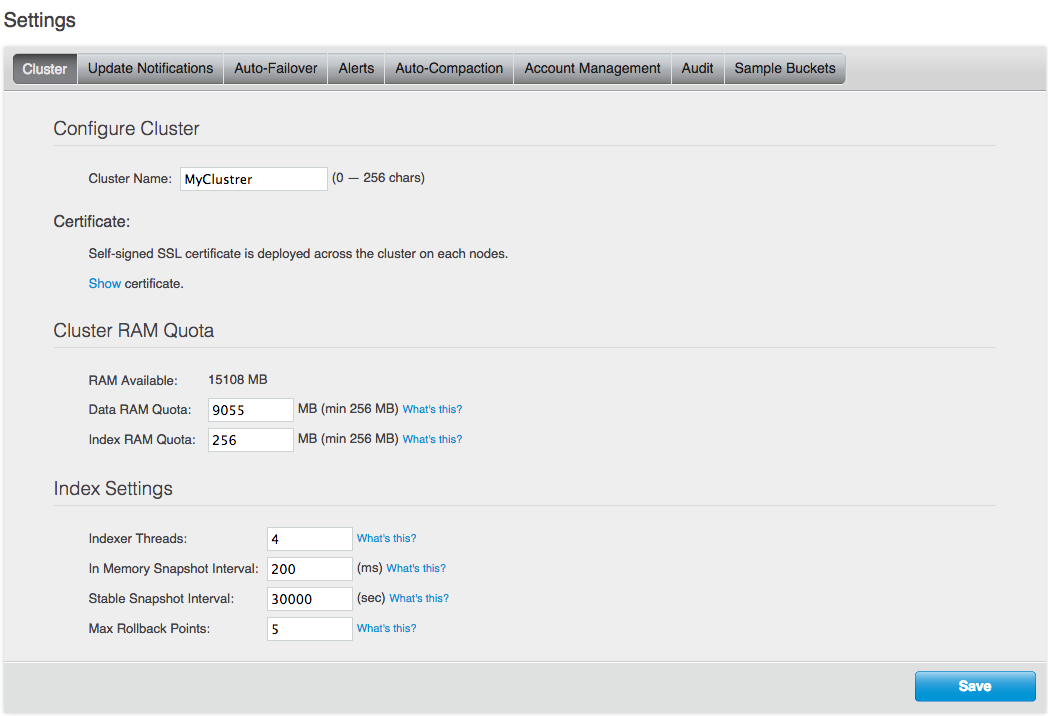 Settings
Cluster Update Notifications Auto-Failover Alerts Auto-Compaction Account Management Audit Sample Buckets
Configure Cluster
Cluster Name: MyClustrer (0 — 256 chars)
Certificate:
Self-signed SSL certificate is deployed across the cluster on each nodes.
Show certificate.
Cluster RAM Quota
RAM Available: 15108 MB
Data RAM Quota: 9055 MB (min 256 MB) What's this?
Index RAM Quota: 256 MB (min 256 MB) What's this?
Index Settings
Indexer Threads: 4 What's this?
In Memory Snapshot Interval: 200 (ms) What's this?
Stable Snapshot Interval: 30000 (sec) What's this?
Max Rollback Points: 5 What's this?
Save